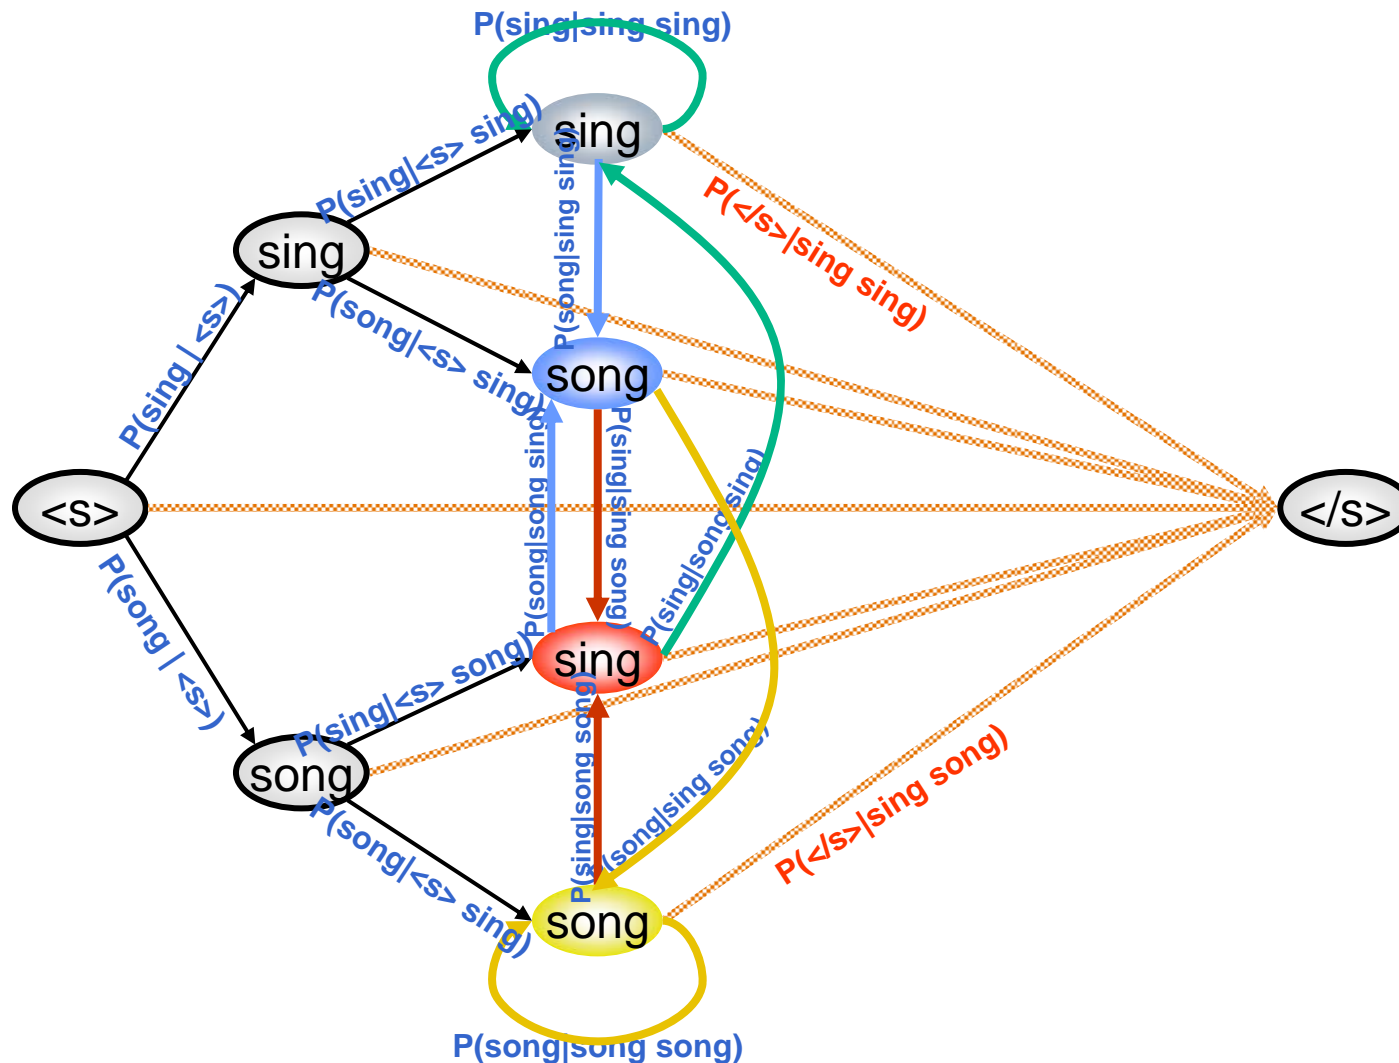 P(sing|sing sing)
sing
P(sing|<s> sing)
P(song|sing sing)
P(</s>|sing sing)
sing
P(song|<s> sing)
song
P(sing | <s>)
P(song|song sing)
P(sing|sing song)
P(sing|song sing)
<s>
</s>
P(song | <s>)
P(sing|<s> song)
sing
song
P(sing|song song)
P(song|sing song)
P(</s>|sing song)
P(song|<s> sing)
song
P(song|song song)